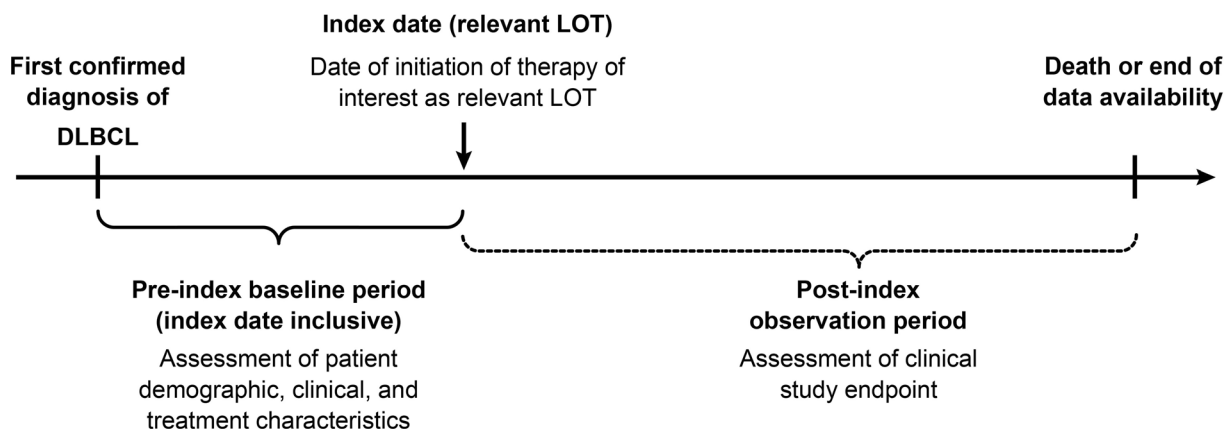 First confirmed
diagnosis of
DLBCL
Index date (relevant LOT)
Date of initiation of therapy of
interest as relevant LOT
Death or end of
data availability
Pre-index baseline period
(index date inclusive)
Assessment of patient
demographic, clinical, and
treatment characteristics
Post-index
observation period
Assessment of clinical
study endpoint